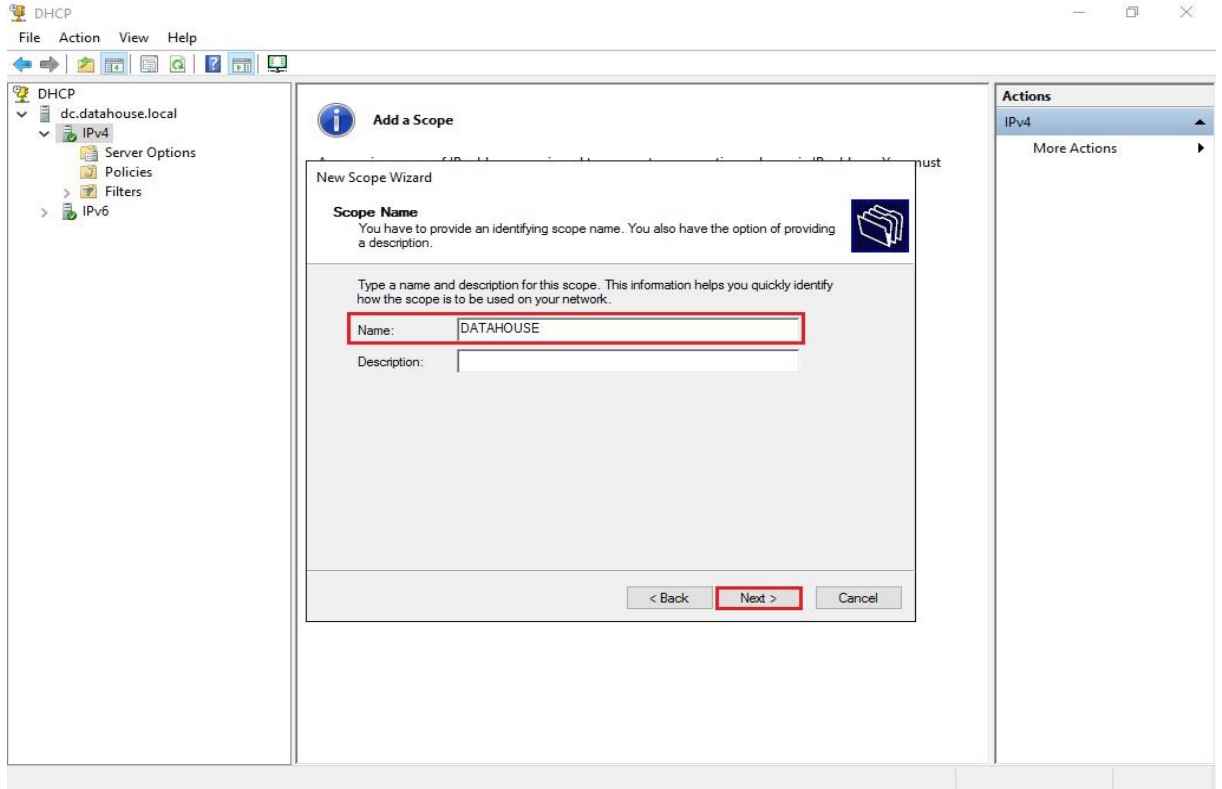 DHCP
File Action View Help
DHCP
dc.datahouse.local
IPv4
Server Options
Policies
Filters
IPv6
Add a Scope
must
New Scope Wizard
Scope Name
You have to provide an identifying scope name. You also have the option of providing
a description.
Type a name and description for this scope. This information helps you quickly identify
how the scope is to be used on your network.
Name: DATAHOUSE
Description:
< Back Next > Cancel
Actions
IPv4
More Actions